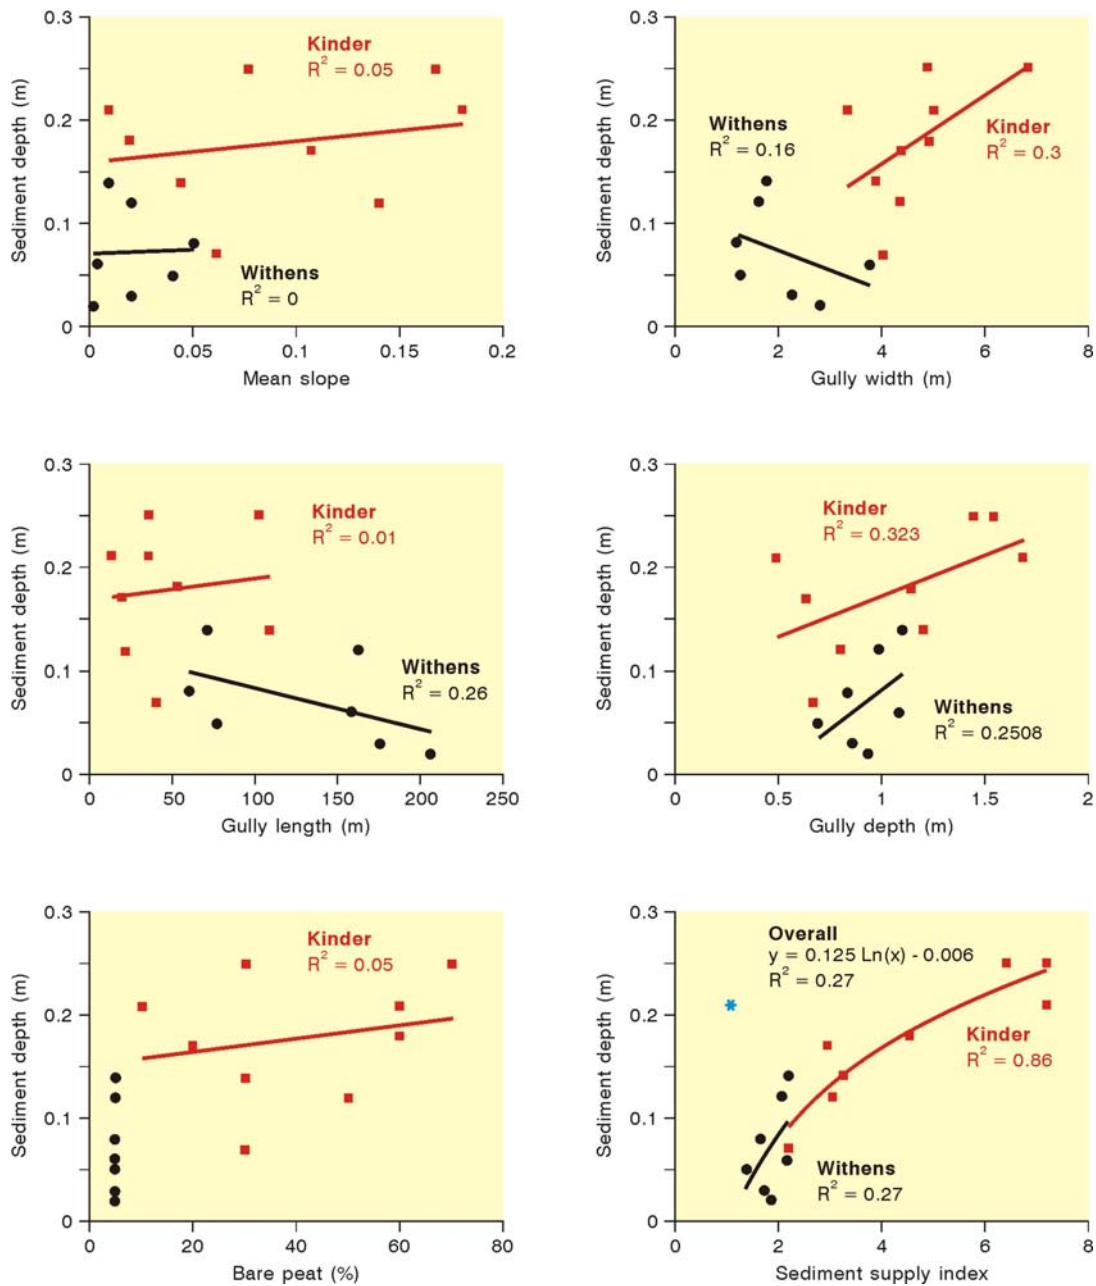 0.3
Kinder
R² = 0.05
0.2
Sediment depth (m)
0.1
Withens
R² = 0
0
0 0.05 0.1 0.15 0.2
Mean slope
0.3
Withens
R² = 0.16
Kinder
R² = 0.3
0.2
Sediment depth (m)
0.1
0
0 2 4 6 8
Gully width (m)
0.3
Kinder
R² = 0.01
0.2
Sediment depth (m)
Withens
R² = 0.26
0.1
0
0 50 100 150 200 250
Gully length (m)
0.3
Kinder
R² = 0.323
0.2
Sediment depth (m)
0.1
Withens
R² = 0.2508
0
0 0.5 1 1.5 2
Gully depth (m)
0.3
Kinder
R² = 0.05
0.2
Sediment depth (m)
0.1
0
0 20 40 60 80
Bare peat (%)
0.3
Overall
y = 0.125 Ln(x) - 0.006
R² = 0.27
0.2
Sediment depth (m)
*
Kinder
R² = 0.86
0.1
Withens
R² = 0.27
0
0 2 4 6 8
Sediment supply index